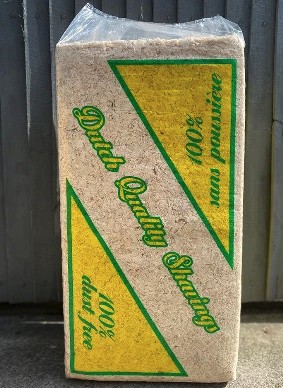 100%
sans poussière
Dutch Quality Shavings
100%
dust free